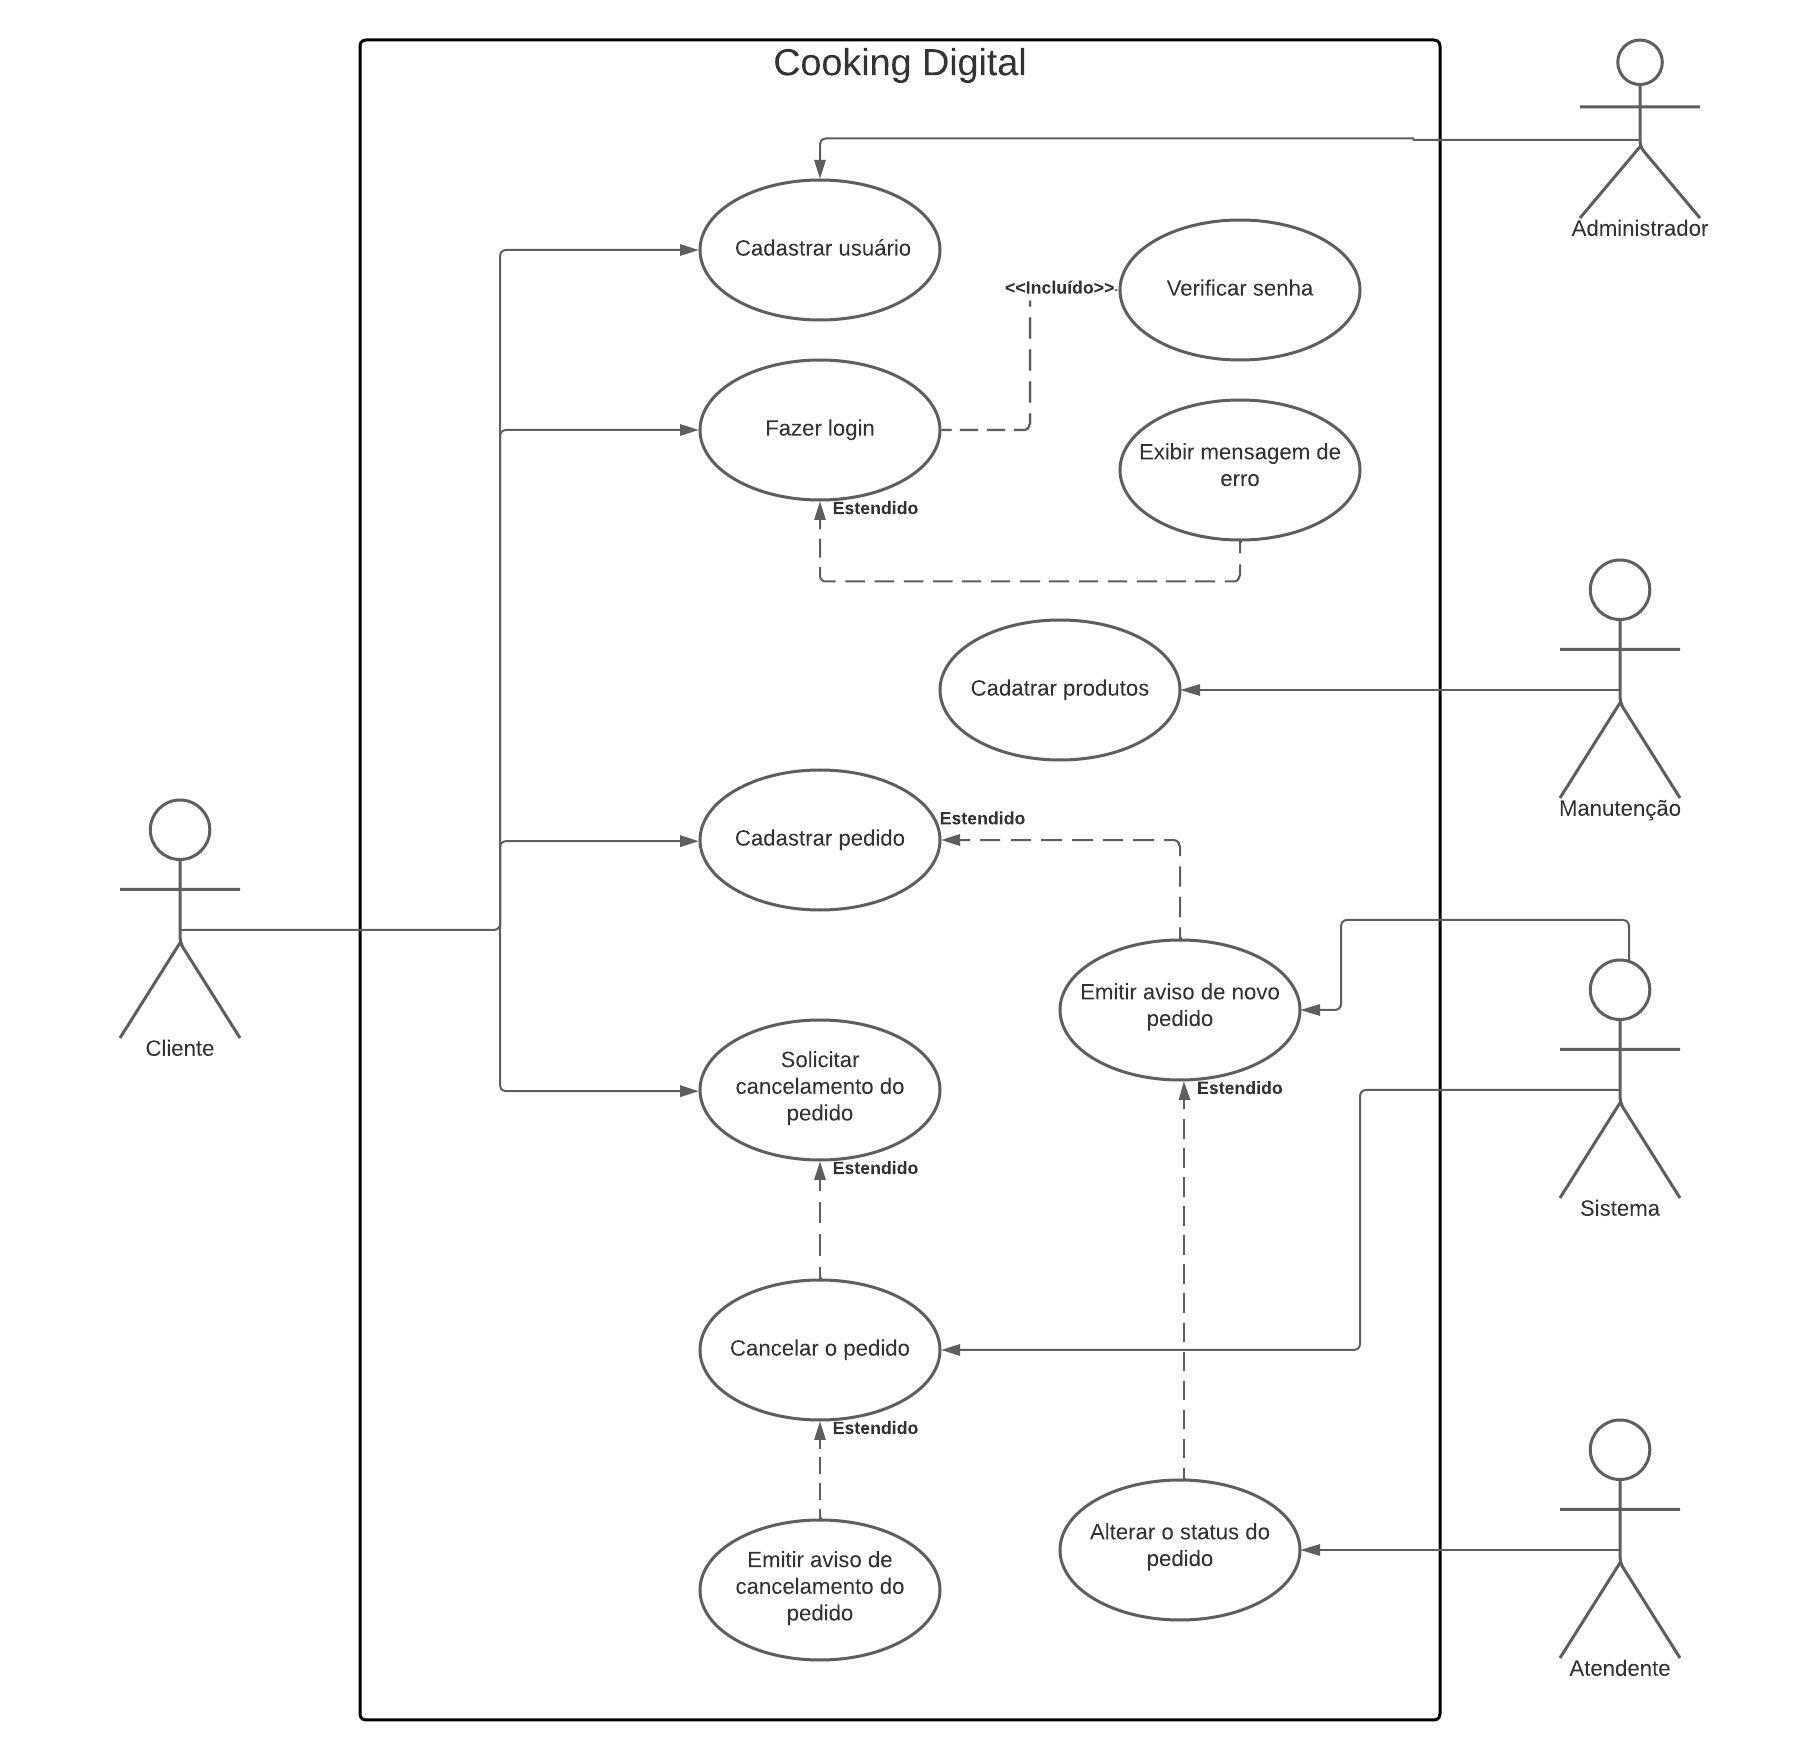 Cooking Digital
Administrador
Cadastrar usuário
<<Incluído>>
Verificar senha
Fazer login
Exibir mensagem de
erro
Estendido
Cadatrar produtos
Manutenção
Cadastrar pedido
Estendido
Cliente
Emitir aviso de novo
pedido
Solicitar
cancelamento do
pedido
Estendido
Estendido
Sistema
Cancelar o pedido
Estendido
Alterar o status do
pedido
Emitir aviso de
cancelamento do
pedido
Atendente